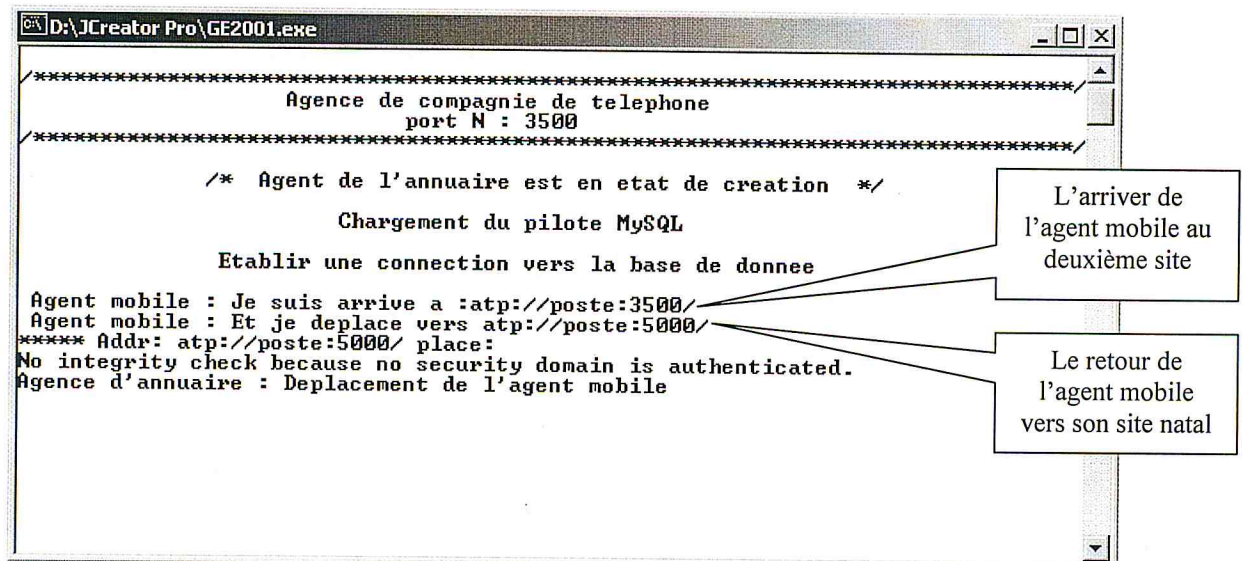 D:\JCreator Pro\GE2001.exe
/******************************************************************************/
Agence de compagnie de telephone
port N : 3500
/******************************************************************************/
/* Agent de l'annuaire est en etat de creation */
Chargement du pilote MySQL
Etablir une connection vers la base de donnee
Agent mobile : Je suis arrive a :atp://poste:3500/
Agent mobile : Et je deplace vers atp://poste:5000/
***** Addr: atp://poste:5000/ place:
No integrity check because no security domain is authenticated.
Agence d'annuaire : Deplacement de l'agent mobile
L'arriver de
l'agent mobile au
deuxième site
Le retour de
l'agent mobile
vers son site natal